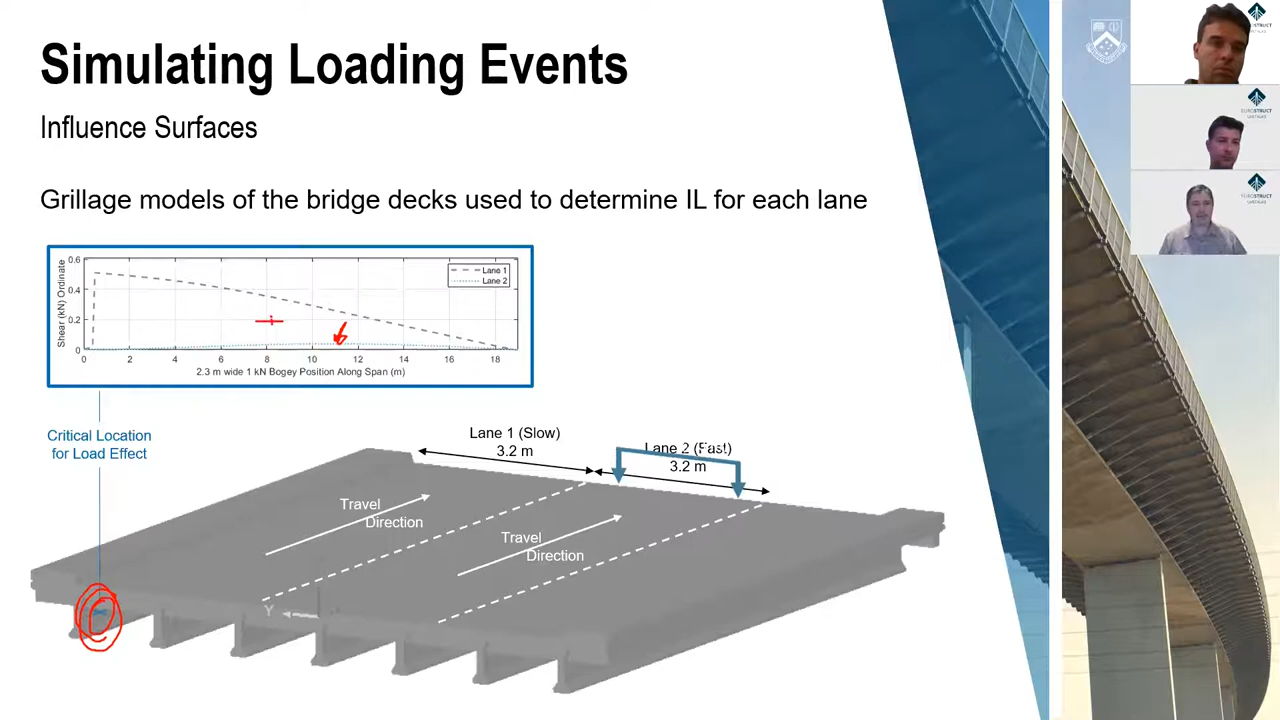 Simulating Loading Events
Influence Surfaces
Grillage models of the bridge decks used to determine IL for each lane
Shear (kN) Ordinate
0.6
0.4
0.2
0
Lane 1
Lane 2
0 2 4 6 8 10 12 14 16 18
2.3 m wide 1 kN Bogey Position Along Span (m)
Critical Location
for Load Effect
Lane 1 (Slow)
3.2 m
Lane 2 (Fast)
3.2 m
Travel
Direction
Travel
Direction
Y